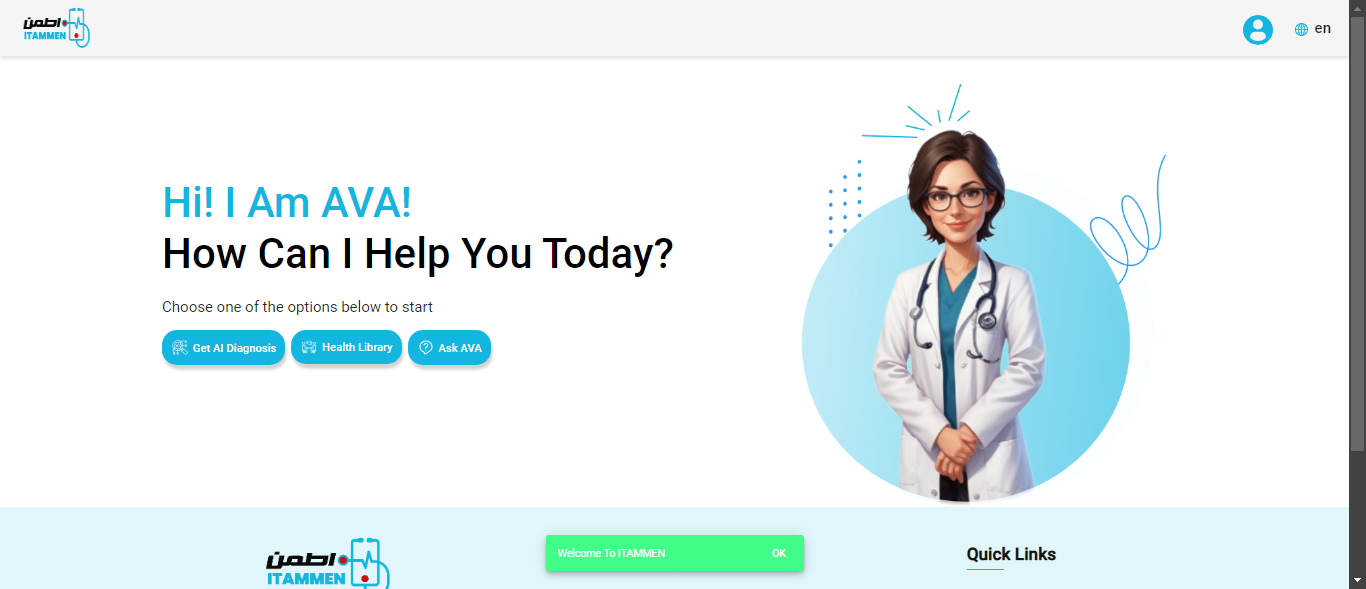 اطمن
ITAMMEN
en
Hi! I Am AVA!
How Can I Help You Today?
Choose one of the options below to start
Get AI Diagnosis
Health Library
Ask AVA
اطمن
ITAMMEN
Welcome To ITAMMEN
OK
Quick Links